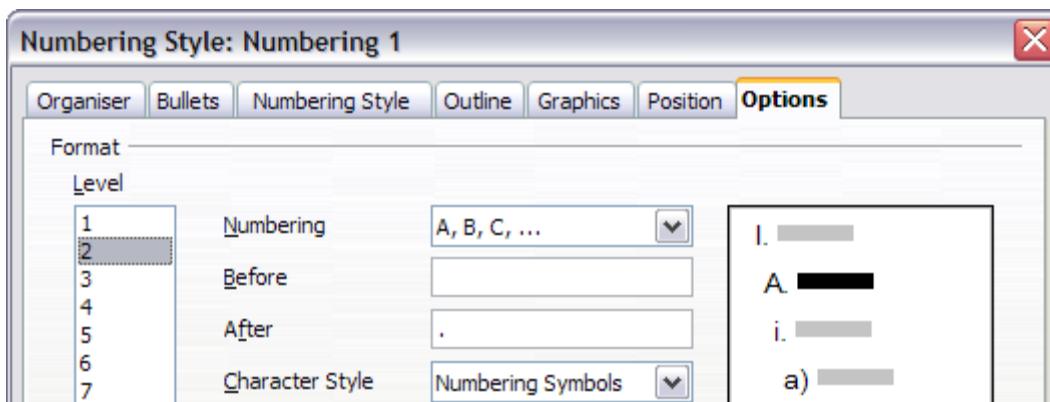 Numbering Style: Numbering 1
Organiser Bullets Numbering Style Outline Graphics Position Options
Format
Level
1
2
3
4
5
6
7
Numbering A, B, C, ...
Before
After .
Character Style Numbering Symbols
I.
A.
i.
a)